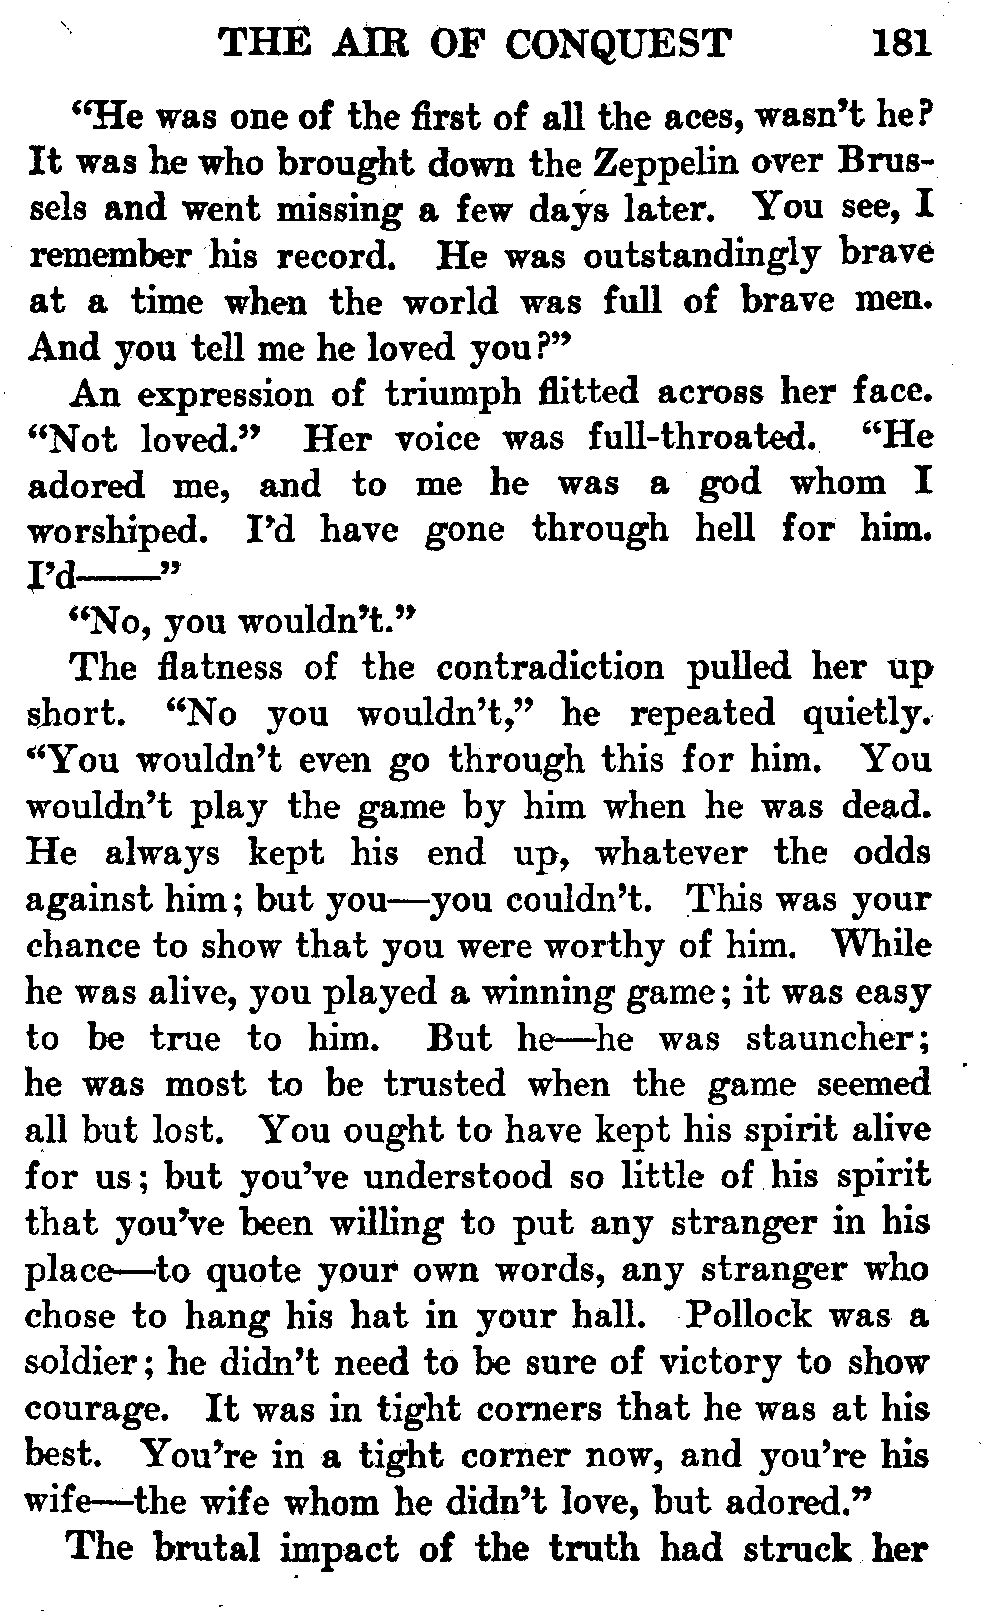 THE AIR OF CONQUEST 181
“He was one of the first of all the aces, wasn’t he?
It was he who brought down the Zeppelin over Brus-
sels and went missing a few days later. You see, I
remember his record. He was outstandingly brave
at a time when the world was full of brave men.
And you tell me he loved you?”
An expression of triumph flitted across her face.
“Not loved.” Her voice was full-throated. “He
adored me, and to me he was a god whom I
worshiped. I’d have gone through hell for him.
I’d——”
“No, you wouldn’t.”
The flatness of the contradiction pulled her up
short. “No you wouldn’t,” he repeated quietly.
“You wouldn’t even go through this for him. You
wouldn’t play the game by him when he was dead.
He always kept his end up, whatever the odds
against him; but you—you couldn’t. This was your
chance to show that you were worthy of him. While
he was alive, you played a winning game; it was easy
to be true to him. But he—he was stauncher;
he was most to be trusted when the game seemed
all but lost. You ought to have kept his spirit alive
for us; but you’ve understood so little of his spirit
that you’ve been willing to put any stranger in his
place—to quote your own words, any stranger who
chose to hang his hat in your hall. Pollock was a
soldier; he didn’t need to be sure of victory to show
courage. It was in tight corners that he was at his
best. You’re in a tight corner now, and you’re his
wife—the wife whom he didn’t love, but adored.”
The brutal impact of the truth had struck her